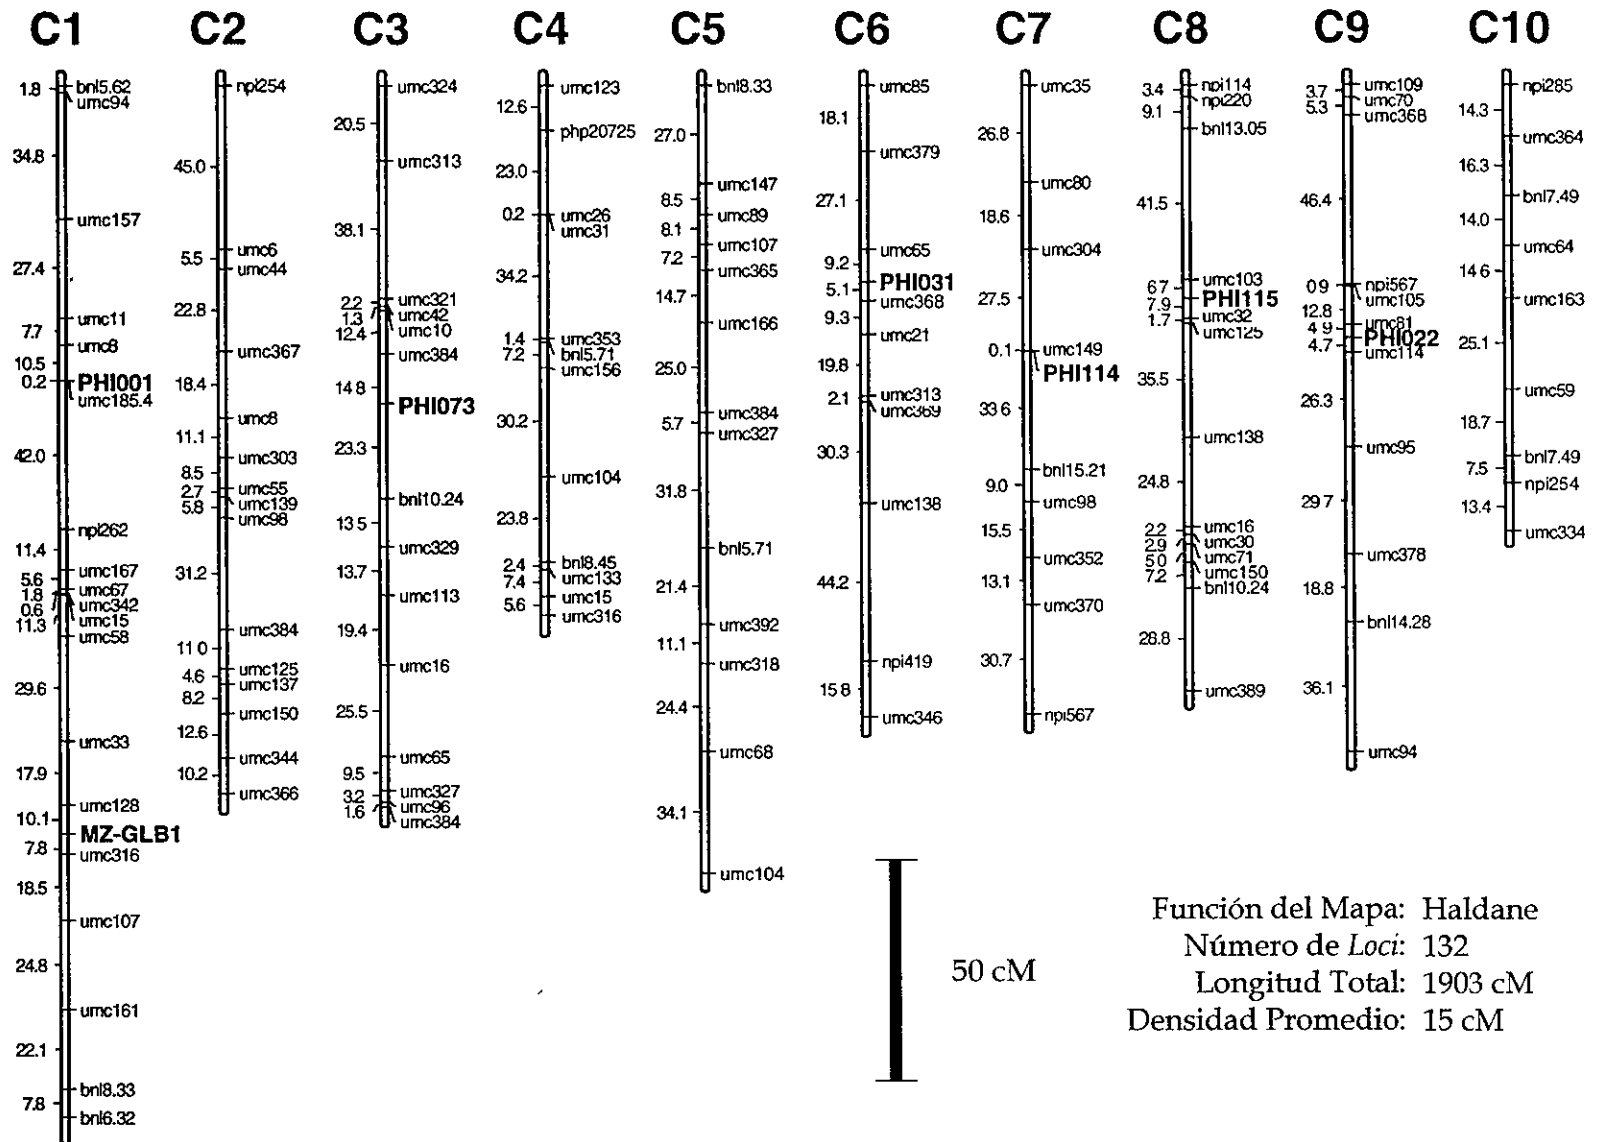 C1 C2 C3 C4 C5 C6 C7 C8 C9 C10
1.8
34.8
27.4
7.7
10.5
0.2
42.0
11.4
5.6
1.8
0.6
11.3
29.6
17.9
10.1
7.8
18.5
24.8
22.1
7.8
bnl5.62
umc94
umc157
umc11
umc8
PHI001
umc185.4
npi262
umc167
umc67
umc342
umc15
umc58
umc33
umc128
MZ-GLB1
umc316
umc107
umc161
bnl8.33
bnl6.32
45.0
5.5
22.8
18.4
11.1
8.5
2.7
5.8
31.2
11.0
4.6
8.2
12.6
10.2
npi254
umc6
umc44
umc367
umc8
umc303
umc55
umc139
umc98
umc384
umc125
umc137
umc150
umc344
umc366
20.5
38.1
2.2
1.3
12.4
14.8
23.3
13.5
13.7
19.4
25.5
9.5
3.2
1.6
umc324
umc313
umc321
umc42
umc10
umc384
PHI073
bnl10.24
umc329
umc113
umc16
umc65
umc327
umc96
umc384
12.6
23.0
0.2
34.2
1.4
7.2
30.2
23.8
2.4
7.4
5.6
umc123
php20725
umc26
umc31
umc353
bnl5.71
umc156
umc104
bnl8.45
umc133
umc15
umc316
27.0
8.5
8.1
7.2
14.7
25.0
5.7
31.8
21.4
11.1
24.4
34.1
bnl8.33
umc147
umc89
umc107
umc365
umc166
umc384
umc327
bnl5.71
umc392
umc318
umc68
umc104
18.1
27.1
9.2
5.1
9.3
19.8
2.1
30.3
44.2
15.8
umc85
umc379
umc65
PHI031
umc368
umc21
umc313
umc369
umc138
npi419
umc346
26.8
18.6
27.5
0.1
33.6
9.0
15.5
13.1
30.7
umc35
umc80
umc304
umc149
PHI114
bnl15.21
umc98
umc352
umc370
npi567
3.4
9.1
41.5
6.7
7.9
1.7
35.5
24.8
2.2
2.9
5.0
7.2
28.8
npi114
npi220
bnl13.05
umc103
PHI115
umc32
umc125
umc138
umc16
umc30
umc71
umc150
bnl10.24
umc389
3.7
5.3
46.4
0.9
12.8
4.9
4.7
26.3
29.7
18.8
36.1
umc109
umc70
umc368
npi567
umc105
umc81
PHI022
umc114
umc95
umc378
bnl14.28
umc94
14.3
16.3
14.0
14.6
25.1
18.7
7.5
13.4
npi285
umc364
bnl7.49
umc64
umc163
umc59
bnl7.49
npi254
umc334
50 cM
Función del Mapa: Haldane
Número de Loci: 132
Longitud Total: 1903 cM
Densidad Promedio: 15 cM